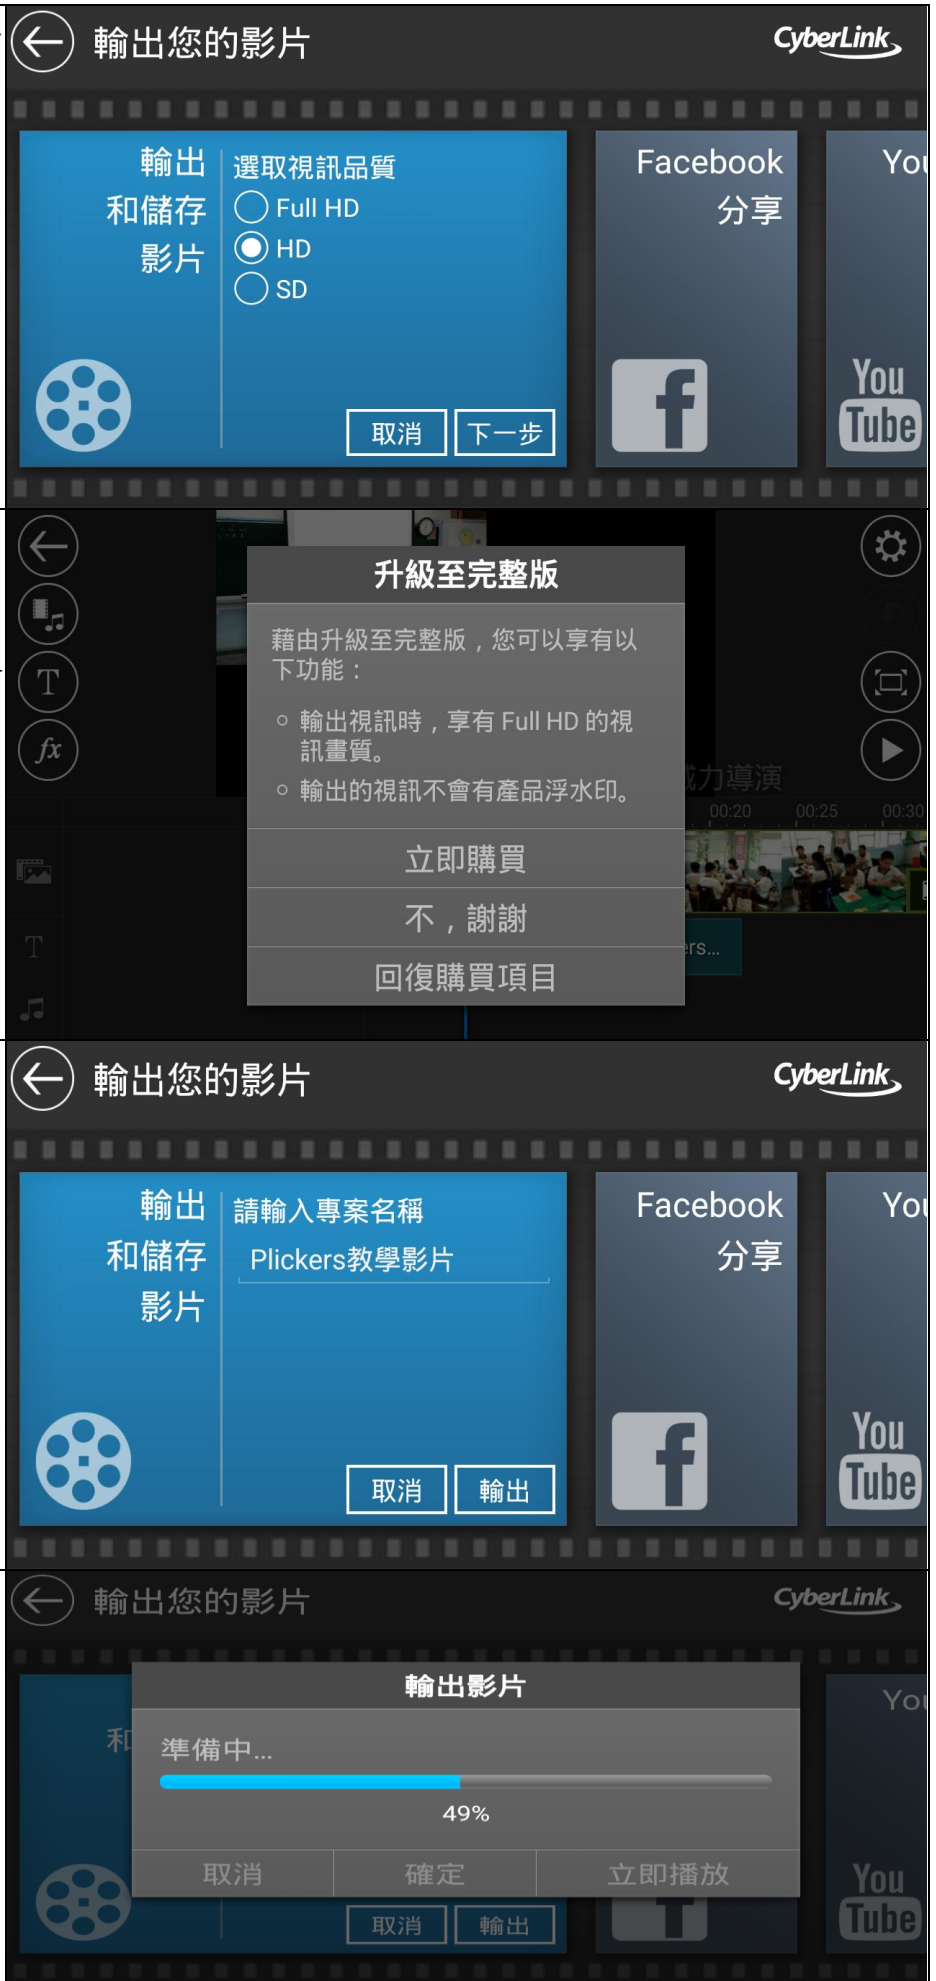 輸出您的影片
CyberLink
輸出
和儲存
影片
選取視訊品質
Full HD
HD
SD
取消
下一步
Facebook
分享
You
Tube
升級至完整版
藉由升級至完整版，您可以享有以
下功能：
輸出視訊時，享有 Full HD 的視
訊畫質。
輸出的視訊不會有產品浮水印。
立即購買
不，謝謝
回復購買項目
T
fx
力導演
00:20
00:25
00:30
T
ers...
輸出您的影片
CyberLink
輸出
和儲存
影片
請輸入專案名稱
Plickers教學影片
取消
輸出
Facebook
分享
You
Tube
輸出您的影片
CyberLink
和
輸出影片
準備中...
49%
取消
確定
立即播放
取消
輸出
You
Tube